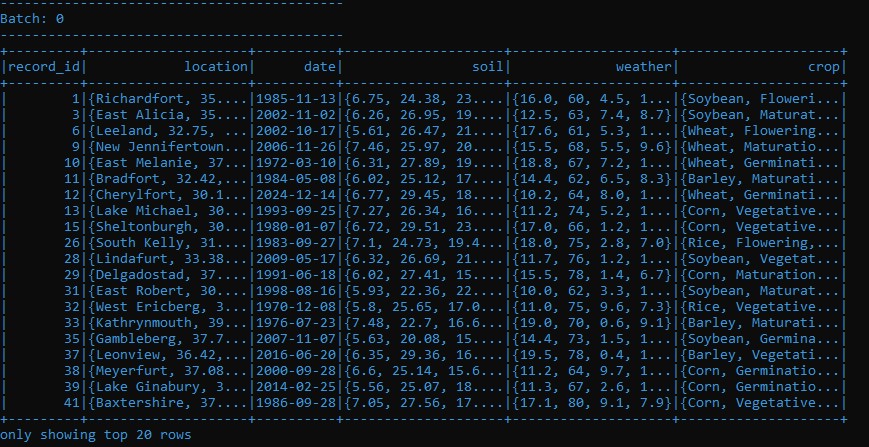 -------------------------------------------
Batch: 0
-------------------------------------------
+---------+--------------------+----------+--------------------+--------------------+--------------------+
|record_id|            location|      date|                soil|             weather|                crop|
+---------+--------------------+----------+--------------------+--------------------+--------------------+
|        1|{Richardfort, 35....|1985-11-13|{6.75, 24.38, 23....|{16.0, 60, 4.5, 1...|{Soybean, Floweri...|
|        3|{East Alicia, 35....|2002-11-02|{6.26, 26.95, 19....|{12.5, 63, 7.4, 8.7}|{Soybean, Maturat...|
|        6|{Leeland, 32.75, ...|2002-10-17|{5.61, 26.47, 21....|{17.6, 61, 5.3, 1...|{Wheat, Flowering...|
|        9|{New Jennifertown...|2006-11-26|{7.46, 25.97, 20....|{15.5, 68, 5.5, 9.6}|{Wheat, Maturatio...|
|       10|{East Melanie, 37...|1972-03-10|{6.31, 27.89, 19....|{18.8, 67, 7.2, 1...|{Wheat, Germinati...|
|       11|{Bradfort, 32.42,...|1984-05-08|{6.02, 25.12, 17....|{14.4, 62, 6.5, 8.3}|{Barley, Maturati...|
|       12|{Cherylfort, 30.1...|2024-12-14|{6.77, 29.45, 18....|{10.2, 64, 8.0, 1...|{Wheat, Germinati...|
|       13|{Lake Michael, 30...|1993-09-25|{7.27, 26.34, 16....|{11.2, 74, 5.2, 1...|{Corn, Vegetative...|
|       15|{Sheltonburgh, 30...|1980-01-07|{6.72, 29.51, 23....|{17.0, 66, 1.2, 1...|{Corn, Vegetative...|
|       26|{South Kelly, 31....|1983-09-27|{7.1, 24.73, 19.4...|{18.0, 75, 2.8, 7.0}|{Rice, Flowering,...|
|       28|{Lindafurt, 33.38...|2009-05-17|{6.32, 26.69, 21....|{11.7, 76, 1.2, 1...|{Soybean, Vegetat...|
|       29|{Delgadostad, 37....|1991-06-18|{6.02, 27.41, 15....|{15.5, 78, 1.4, 6.7}|{Corn, Maturation...|
|       31|{East Robert, 30....|1998-08-16|{5.93, 22.36, 22....|{10.0, 62, 3.3, 1...|{Soybean, Maturat...|
|       32|{West Ericberg, 3...|1970-12-08|{5.8, 25.65, 17.0...|{11.0, 75, 9.6, 7.3}|{Rice, Vegetative...|
|       33|{Kathrynmouth, 39...|1976-07-23|{7.48, 22.7, 16.6...|{19.0, 70, 0.6, 9.1}|{Barley, Maturati...|
|       35|{Gambleberg, 37.7...|2007-11-07|{5.63, 20.08, 15....|{14.4, 73, 1.5, 1...|{Soybean, Germina...|
|       37|{Leonview, 36.42,...|2016-06-20|{6.35, 29.36, 16....|{19.5, 78, 0.4, 1...|{Barley, Vegetati...|
|       38|{Meyerfurt, 37.08...|2000-09-28|{6.6, 25.14, 15.6...|{11.2, 64, 9.7, 1...|{Corn, Germinatio...|
|       39|{Lake Ginabury, 3...|2014-02-25|{5.56, 25.07, 18....|{11.3, 67, 2.6, 1...|{Corn, Germinatio...|
|       41|{Baxtershire, 37....|1986-09-28|{7.05, 27.56, 17....|{17.1, 80, 9.1, 7.9}|{Corn, Vegetative...|
+---------+--------------------+----------+--------------------+--------------------+--------------------+
only showing top 20 rows